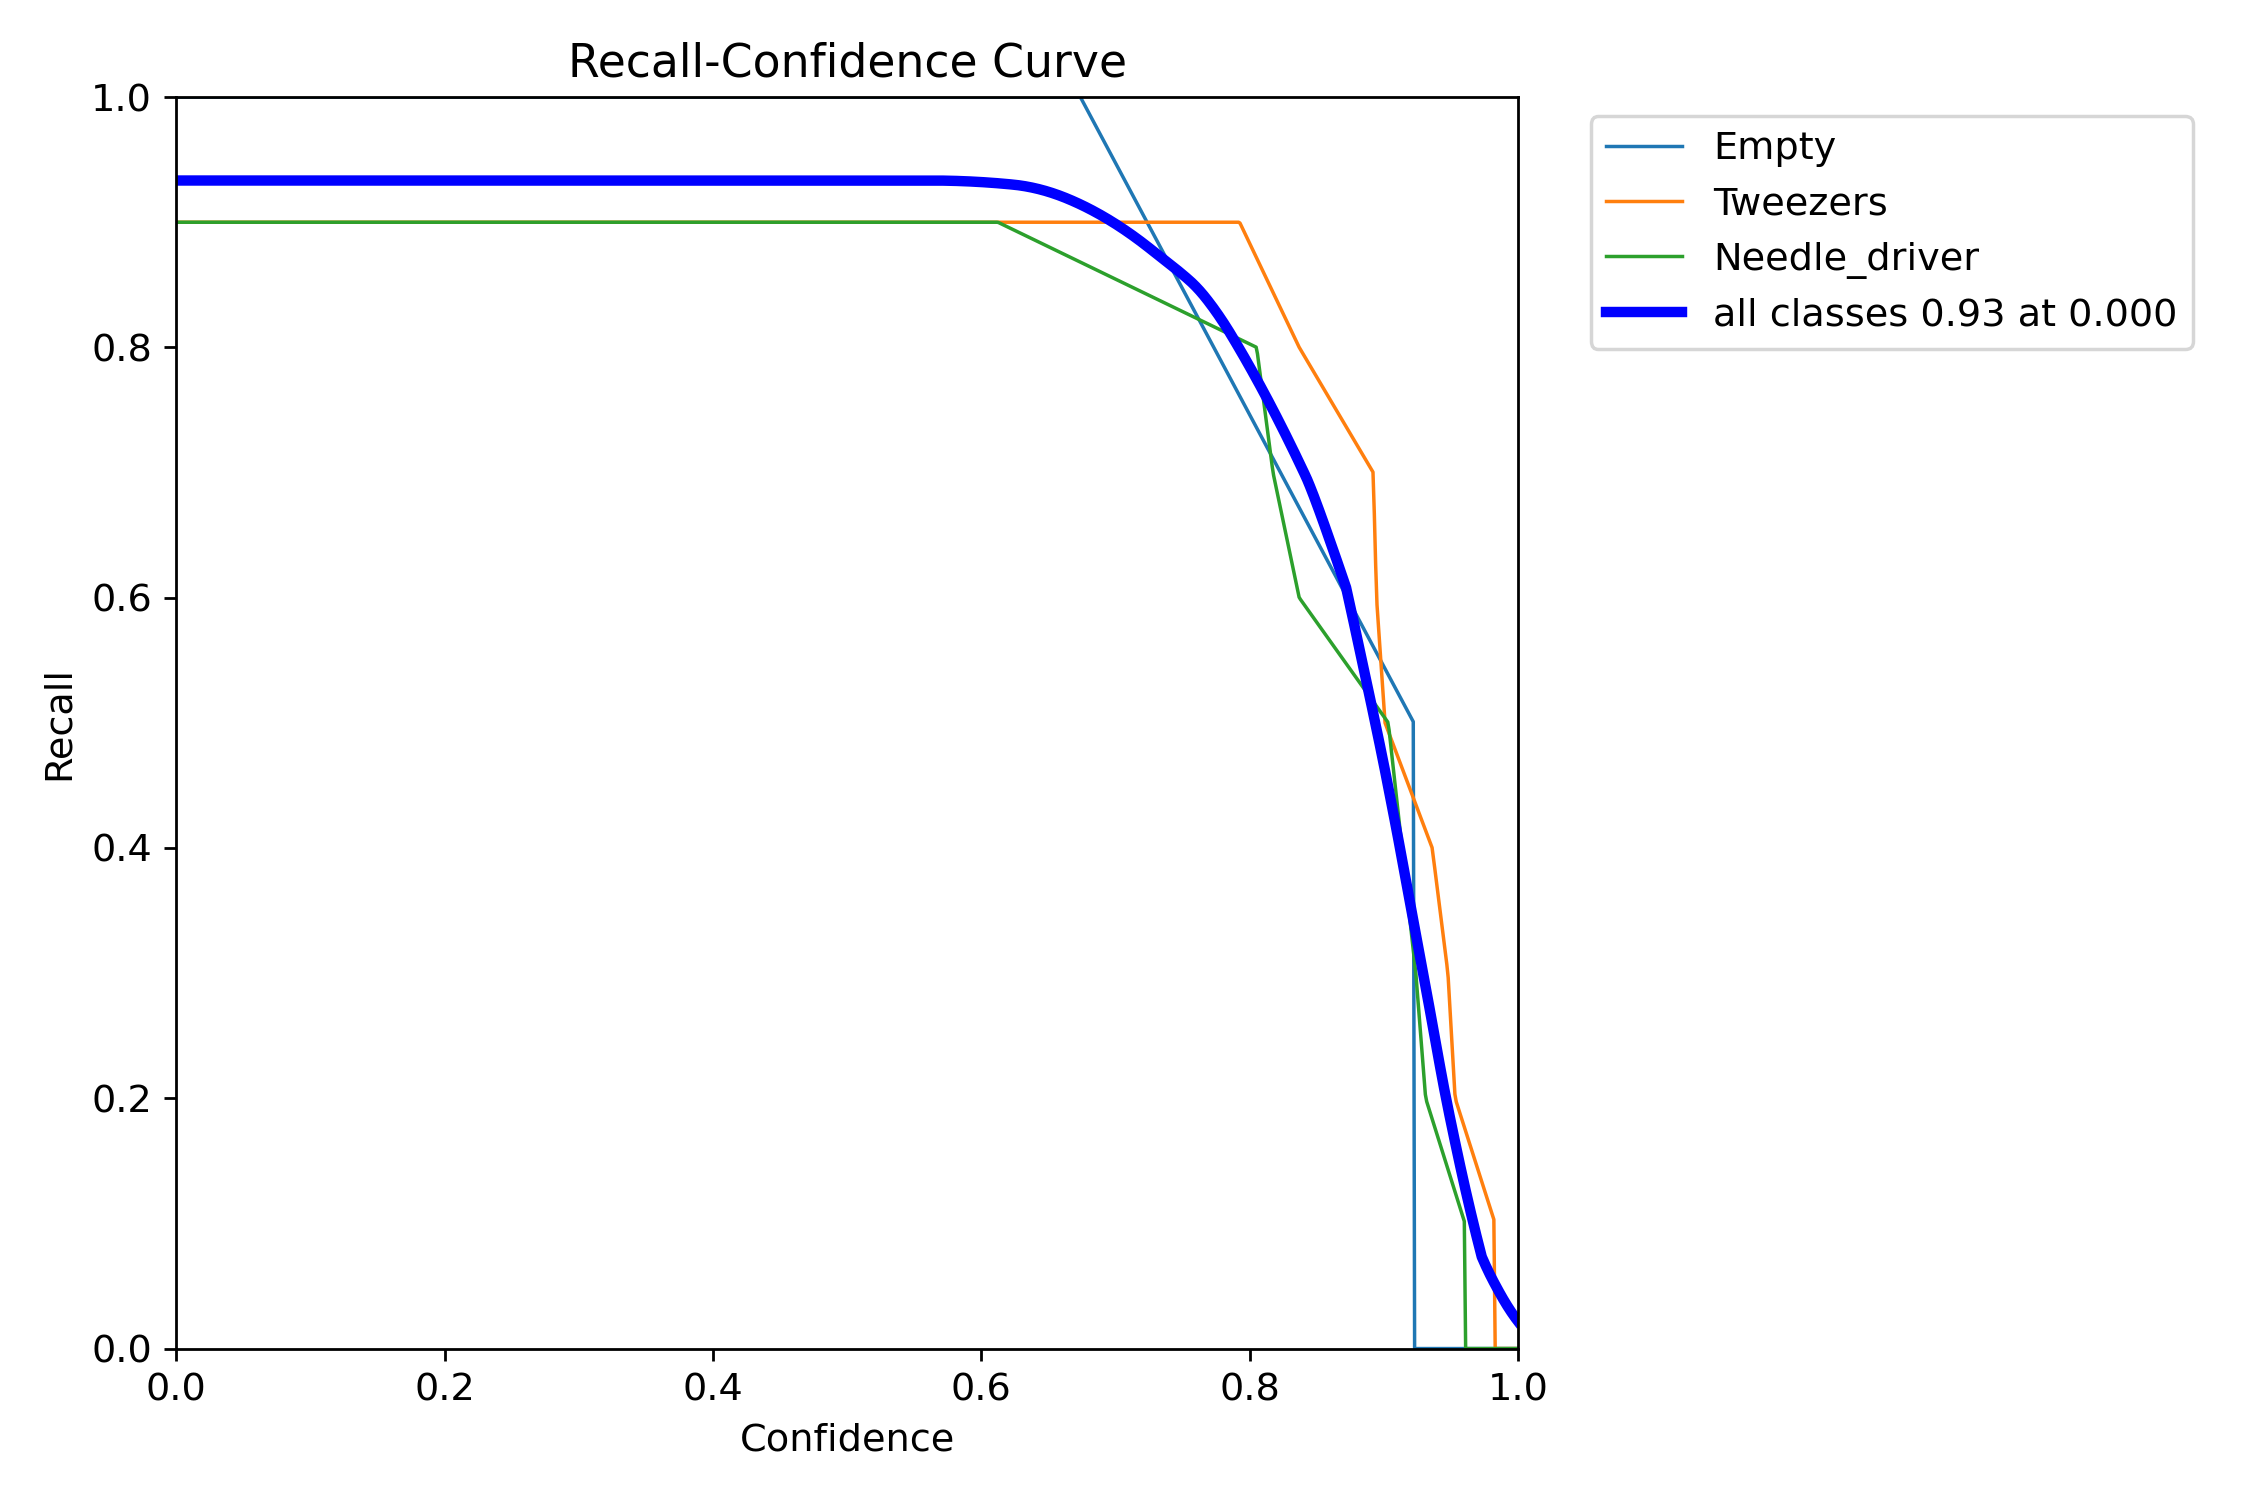 Recall-Confidence Curve
1.0
0.8
0.6
0.4
0.2
0.0
Recall
0.0 0.2 0.4 0.6 0.8 1.0
Confidence
Empty
Tweezers
Needle_driver
all classes 0.93 at 0.000